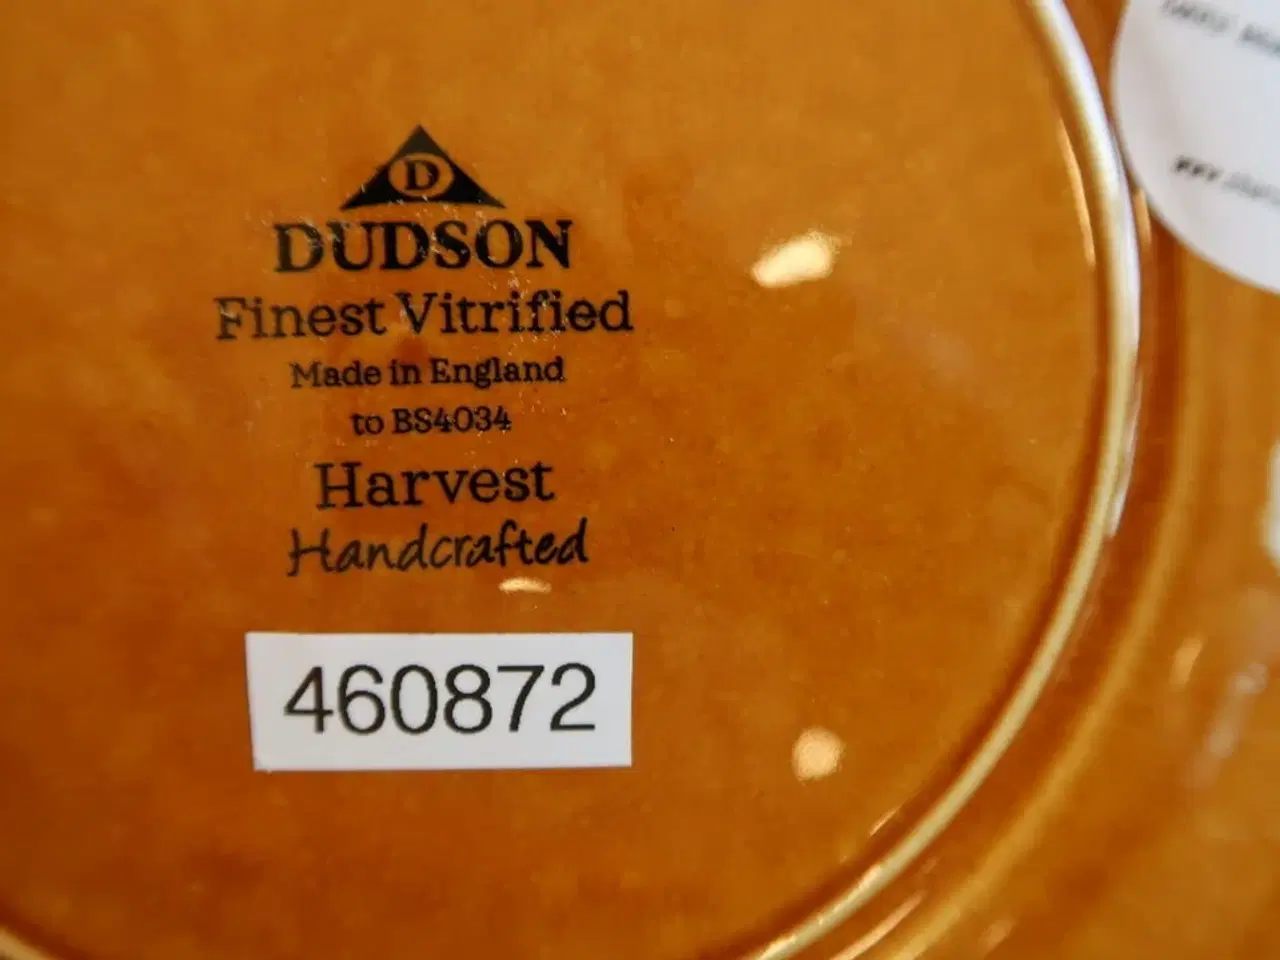 D
DUDSON
Finest Vitrified
Made in England
to BS4034
Harvest
Handcrafted
460872